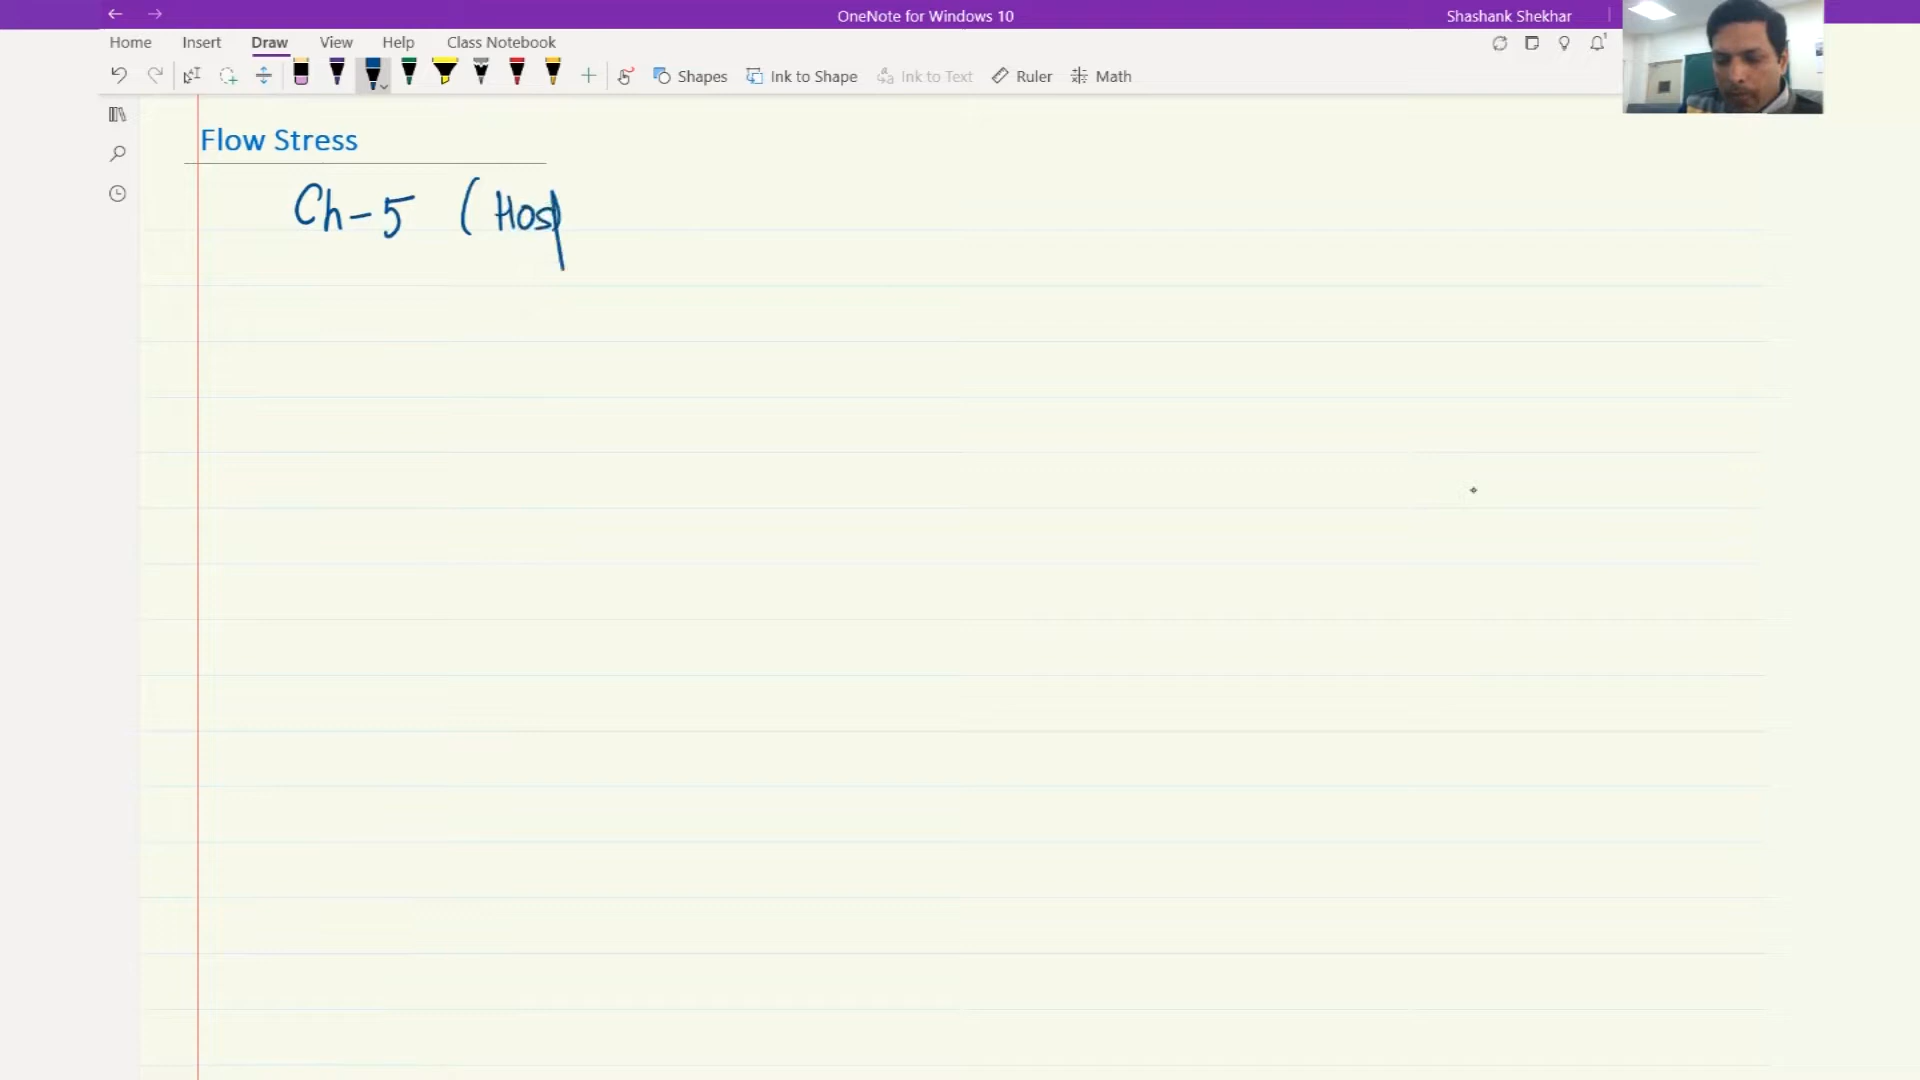 OneNote for Windows 10
Shashank Shekhar
Home Insert Draw View Help Class Notebook
Shapes Ink to Shape Ink to Text Ruler Math
Flow Stress
Ch-5 (Hosp